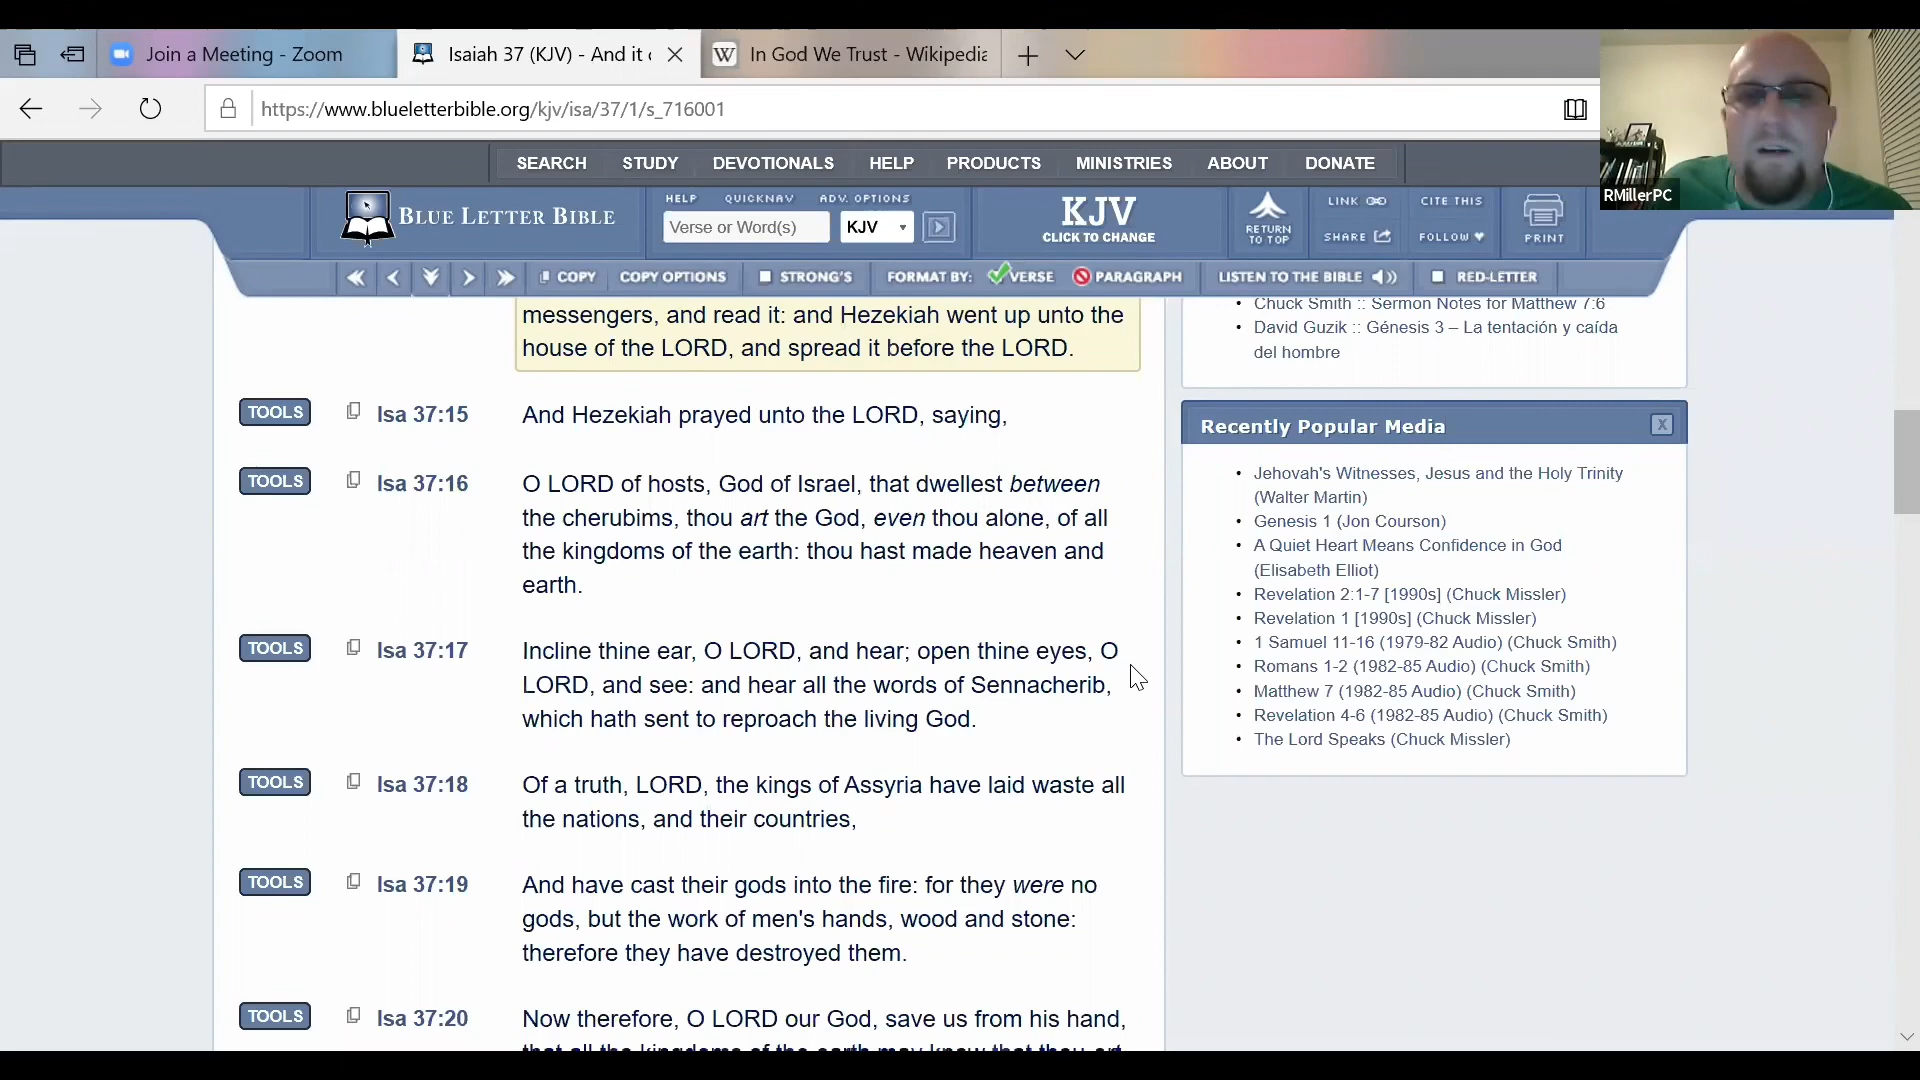 Join a Meeting - Zoom
Isaiah 37 (KJV) - And it c
In God We Trust - Wikipedia
https://www.blueletterbible.org/kjv/isa/37/1/s_716001
RMillerPC
SEARCH STUDY DEVOTIONALS HELP PRODUCTS MINISTRIES ABOUT DONATE
BLUE LETTER BIBLE
HELP QUICKNAV ADV. OPTIONS
Verse or Word(s) KJV
KJV
CLICK TO CHANGE
RETURN
TO TOP
LINK CITE THIS
SHARE FOLLOW
PRINT
COPY COPY OPTIONS STRONG'S FORMAT BY: VERSE PARAGRAPH LISTEN TO THE BIBLE RED-LETTER
messengers, and read it: and Hezekiah went up unto the
house of the LORD, and spread it before the LORD.
TOOLS Isa 37:15 And Hezekiah prayed unto the LORD, saying,
TOOLS Isa 37:16 O LORD of hosts, God of Israel, that dwellest between
the cherubims, thou art the God, even thou alone, of all
the kingdoms of the earth: thou hast made heaven and
earth.
TOOLS Isa 37:17 Incline thine ear, O LORD, and hear; open thine eyes, O
LORD, and see: and hear all the words of Sennacherib,
which hath sent to reproach the living God.
TOOLS Isa 37:18 Of a truth, LORD, the kings of Assyria have laid waste all
the nations, and their countries,
TOOLS Isa 37:19 And have cast their gods into the fire: for they were no
gods, but the work of men's hands, wood and stone:
therefore they have destroyed them.
TOOLS Isa 37:20 Now therefore, O LORD our God, save us from his hand,
that all the kingdoms of the earth may know that thou art
Chuck Smith :: Sermon Notes for Matthew 7:6
David Guzik :: Génesis 3 – La tentación y caída
del hombre
Recently Popular Media X
Jehovah's Witnesses, Jesus and the Holy Trinity
(Walter Martin)
Genesis 1 (Jon Courson)
A Quiet Heart Means Confidence in God
(Elisabeth Elliot)
Revelation 2:1-7 [1990s] (Chuck Missler)
Revelation 1 [1990s] (Chuck Missler)
1 Samuel 11-16 (1979-82 Audio) (Chuck Smith)
Romans 1-2 (1982-85 Audio) (Chuck Smith)
Matthew 7 (1982-85 Audio) (Chuck Smith)
Revelation 4-6 (1982-85 Audio) (Chuck Smith)
The Lord Speaks (Chuck Missler)